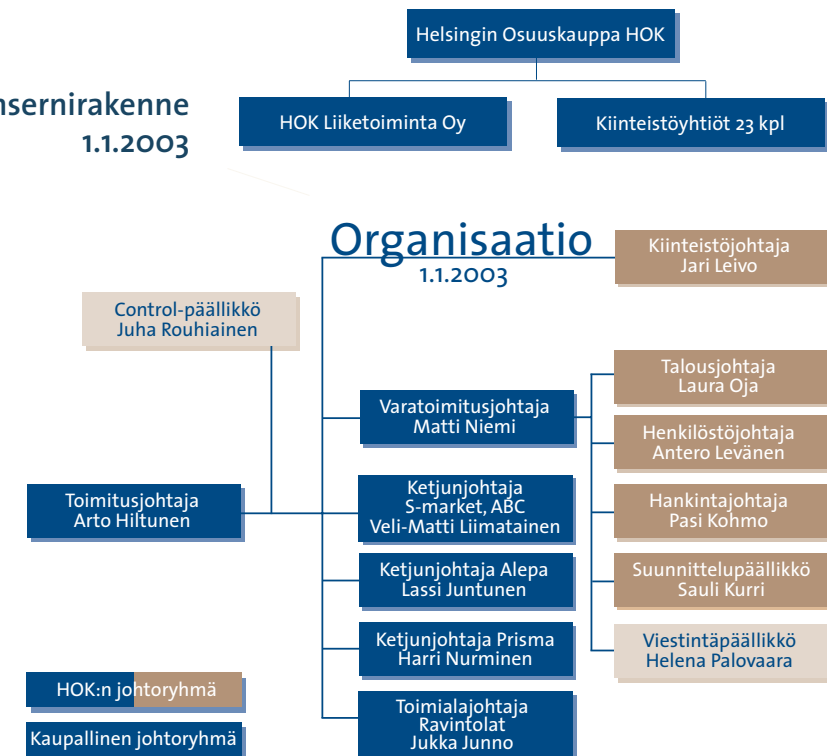 Helsingin Osuuskauppa HOK
nsernirakenne
1.1.2003
HOK Liiketoiminta Oy
Kiinteistöyhtiöt 23 kpl
Organisaatio
1.1.2003
Kiinteistöjohtaja
Jari Leivo
Control-päällikkö
Juha Rouhiainen
Varatoimitusjohtaja
Matti Niemi
Talousjohtaja
Laura Oja
Henkilöstöjohtaja
Antero Levänen
Toimitusjohtaja
Arto Hiltunen
Ketjunjohtaja
S-market, ABC
Veli-Matti Liimatainen
Hankintajohtaja
Pasi Kohmo
Ketjunjohtaja Alepa
Lassi Juntunen
Suunnittelupäällikkö
Sauli Kurri
Ketjunjohtaja Prisma
Harri Nurminen
Viestintäpäällikkö
Helena Palovaara
HOK:n johtoryhmä
Toimialajohtaja
Ravintolat
Jukka Junno
Kaupallinen johtoryhmä